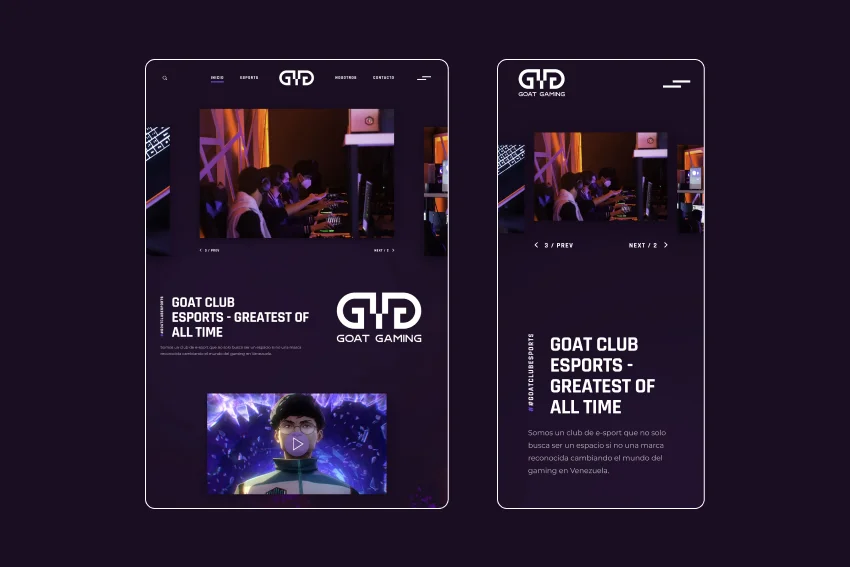 INICIO
ESPORTS
GYG
NOSOTROS
CONTACTO
3 / PREV
NEXT / 2
##GOATCLUBESPORTS
GOAT CLUB
ESPORTS - GREATEST OF
ALL TIME
Somos un club de e-sport que no solo busca ser un espacio si no una marca
reconocida cambiando el mundo del gaming en Venezuela.
GYG
GOAT GAMING
GYG
GOAT GAMING
3 / PREV
NEXT / 2
##GOATCLUBESPORTS
GOAT CLUB
ESPORTS -
GREATEST OF
ALL TIME
Somos un club de e-sport que no solo
busca ser un espacio si no una marca
reconocida cambiando el mundo del
gaming en Venezuela.